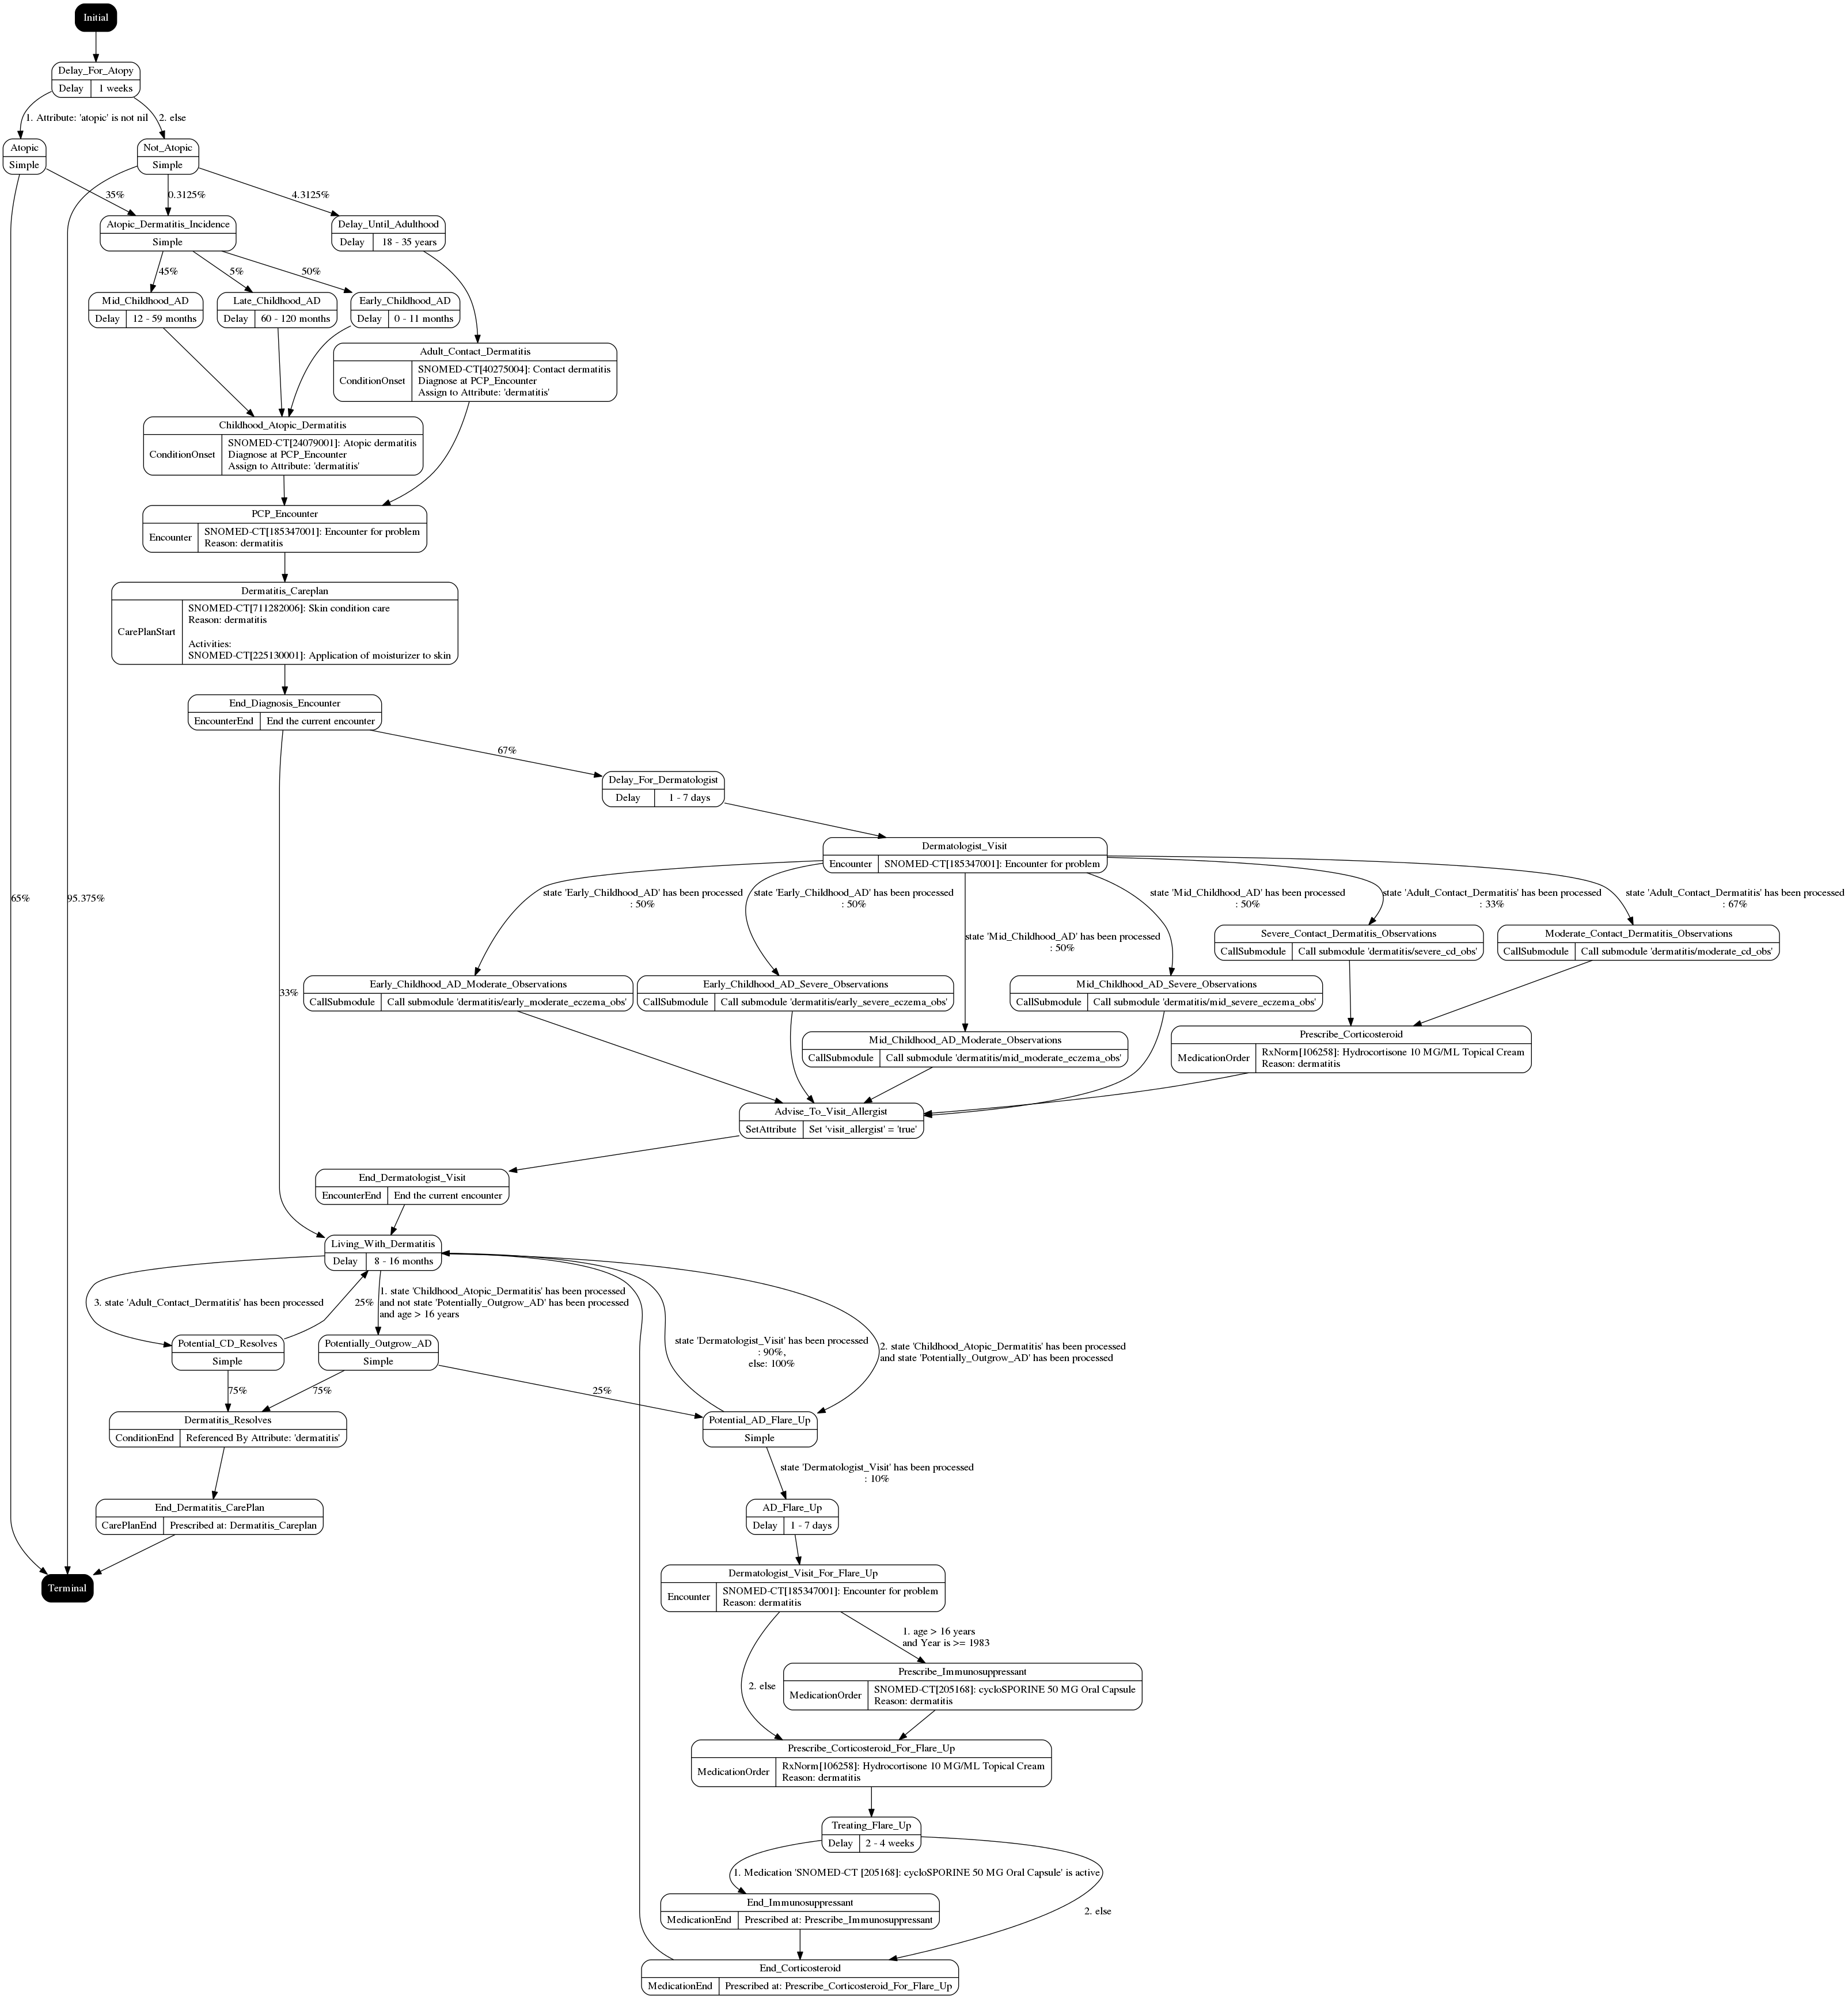 Initial
Delay_For_Atopy
Delay
1 weeks
1. Attribute: 'atopic' is not nil
2. else
Atopic
Simple
Not_Atopic
Simple
35%
0.3125%
4.3125%
Atopic_Dermatitis_Incidence
Simple
Delay_Until_Adulthood
Delay
18 - 35 years
45%
5%
50%
Mid_Childhood_AD
Delay
12 - 59 months
Late_Childhood_AD
Delay
60 - 120 months
Early_Childhood_AD
Delay
0 - 11 months
Adult_Contact_Dermatitis
ConditionOnset
SNOMED-CT[40275004]: Contact dermatitis
Diagnose at PCP_Encounter
Assign to Attribute: 'dermatitis'
Childhood_Atopic_Dermatitis
ConditionOnset
SNOMED-CT[24079001]: Atopic dermatitis
Diagnose at PCP_Encounter
Assign to Attribute: 'dermatitis'
PCP_Encounter
Encounter
SNOMED-CT[185347001]: Encounter for problem
Reason: dermatitis
Dermatitis_Careplan
CarePlanStart
SNOMED-CT[711282006]: Skin condition care
Reason: dermatitis
Activities:
SNOMED-CT[225130001]: Application of moisturizer to skin
End_Diagnosis_Encounter
EncounterEnd
End the current encounter
67%
Delay_For_Dermatologist
Delay
1 - 7 days
Dermatologist_Visit
Encounter
SNOMED-CT[185347001]: Encounter for problem
65%
95.375%
state 'Early_Childhood_AD' has been processed
: 50%
state 'Early_Childhood_AD' has been processed
: 50%
state 'Mid_Childhood_AD' has been processed
: 50%
state 'Mid_Childhood_AD' has been processed
: 50%
state 'Adult_Contact_Dermatitis' has been processed
: 33%
state 'Adult_Contact_Dermatitis' has been processed
: 67%
Severe_Contact_Dermatitis_Observations
CallSubmodule
Call submodule 'dermatitis/severe_cd_obs'
Moderate_Contact_Dermatitis_Observations
CallSubmodule
Call submodule 'dermatitis/moderate_cd_obs'
33%
Early_Childhood_AD_Moderate_Observations
CallSubmodule
Call submodule 'dermatitis/early_moderate_eczema_obs'
Early_Childhood_AD_Severe_Observations
CallSubmodule
Call submodule 'dermatitis/early_severe_eczema_obs'
Mid_Childhood_AD_Severe_Observations
CallSubmodule
Call submodule 'dermatitis/mid_severe_eczema_obs'
Mid_Childhood_AD_Moderate_Observations
CallSubmodule
Call submodule 'dermatitis/mid_moderate_eczema_obs'
Prescribe_Corticosteroid
MedicationOrder
RxNorm[106258]: Hydrocortisone 10 MG/ML Topical Cream
Reason: dermatitis
Advise_To_Visit_Allergist
SetAttribute
Set 'visit_allergist' = 'true'
End_Dermatologist_Visit
EncounterEnd
End the current encounter
Living_With_Dermatitis
Delay
8 - 16 months
3. state 'Adult_Contact_Dermatitis' has been processed
25%
1. state 'Childhood_Atopic_Dermatitis' has been processed
and not state 'Potentially_Outgrow_AD' has been processed
and age > 16 years
state 'Dermatologist_Visit' has been processed
: 90%,
else: 100%
2. state 'Childhood_Atopic_Dermatitis' has been processed
and state 'Potentially_Outgrow_AD' has been processed
Potential_CD_Resolves
Simple
Potentially_Outgrow_AD
Simple
75%
75%
25%
Dermatitis_Resolves
ConditionEnd
Referenced By Attribute: 'dermatitis'
Potential_AD_Flare_Up
Simple
state 'Dermatologist_Visit' has been processed
: 10%
End_Dermatitis_CarePlan
CarePlanEnd
Prescribed at: Dermatitis_Careplan
AD_Flare_Up
Delay
1 - 7 days
Terminal
Dermatologist_Visit_For_Flare_Up
Encounter
SNOMED-CT[185347001]: Encounter for problem
Reason: dermatitis
1. age > 16 years
and Year is >= 1983
2. else
Prescribe_Immunosuppressant
MedicationOrder
SNOMED-CT[205168]: cycloSPORINE 50 MG Oral Capsule
Reason: dermatitis
Prescribe_Corticosteroid_For_Flare_Up
MedicationOrder
RxNorm[106258]: Hydrocortisone 10 MG/ML Topical Cream
Reason: dermatitis
Treating_Flare_Up
Delay
2 - 4 weeks
1. Medication 'SNOMED-CT [205168]: cycloSPORINE 50 MG Oral Capsule' is active
2. else
End_Immunosuppressant
MedicationEnd
Prescribed at: Prescribe_Immunosuppressant
End_Corticosteroid
MedicationEnd
Prescribed at: Prescribe_Corticosteroid_For_Flare_Up